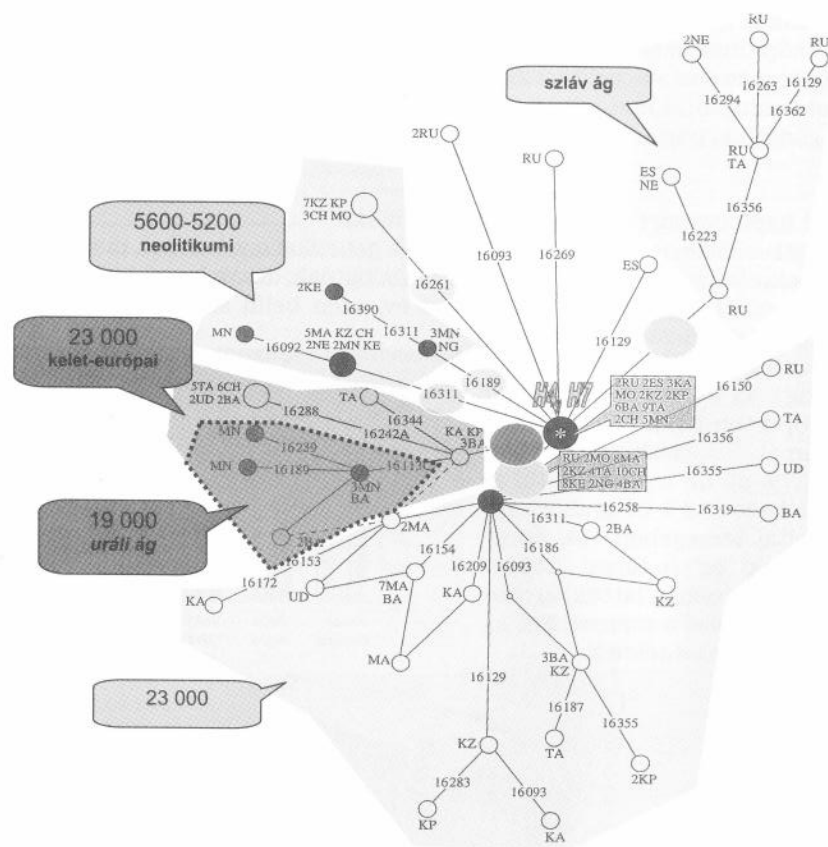 RU
2NE
RU
RU
szláv ág
16263
16129
16294
16362
2RU
RU
RU
TA
ES
NE
7KZ KP
3CH MO
5600-5200
neolitikumi
16356
16223
16093
16269
16261
ES
2KE
RU
16390
23 000
kelet-európai
MN
16311
3MN
NG
16092
5MA KZ CH
2NE 2MN KE
16129
16189
RU
16311
H4, H7
2RU 2ES 3KA
MO 2KZ 2KP
6BA 9TA
2CH 5MN
16150
5TA 6CH
2UD 2BA
TA
16288
16344
TA
16242A
KA KP
3BA
16356
MN
16239
RU 2MO 8MA
2KZ 4TA 10CH
8KE 2NG 4BA
MN
16189
16113C
16355
UD
3MN
BA
19 000
uráli ág
16258
16319
BA
16311
2MA
2BA
16153
16154
16209
16093
16186
16172
KA
UD
7MA
BA
KA
KZ
MA
3BA
KZ
23 000
16129
16187
16355
KZ
TA
2KP
16283
16093
KP
KA